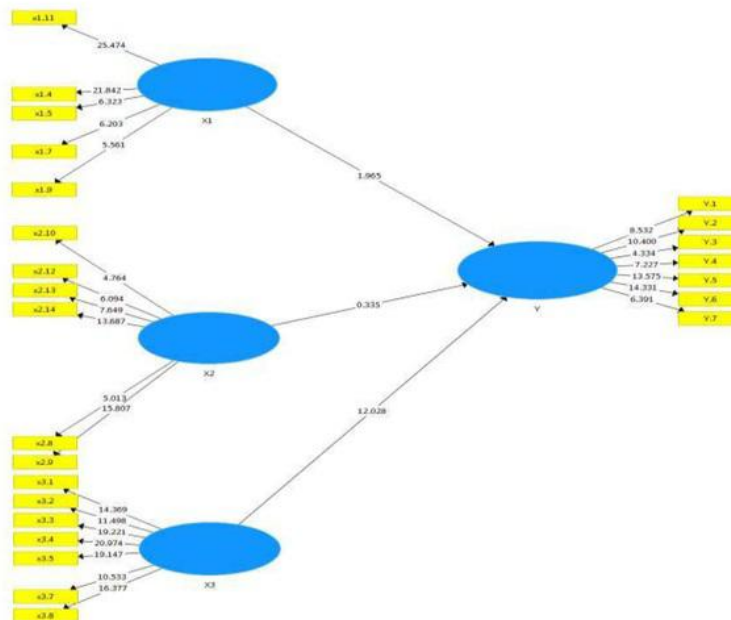 x1.11
25.474
x1.4
21.842
x1.5
6.323
x1.7
6.203
x1.9
5.561
X1
1.965
x2.10
4.764
x2.12
6.094
x2.13
7.649
x2.14
13.687
X2
0.335
5.013
15.807
x2.8
x2.9
Y.1
8.532
Y.2
10.400
Y.3
4.334
Y.4
7.227
Y.5
13.575
Y.6
14.331
Y.7
6.391
Y
12.028
x3.1
14.369
x3.2
11.498
x3.3
19.221
x3.4
20.974
x3.5
19.147
x3.7
10.533
x3.8
16.377
X3